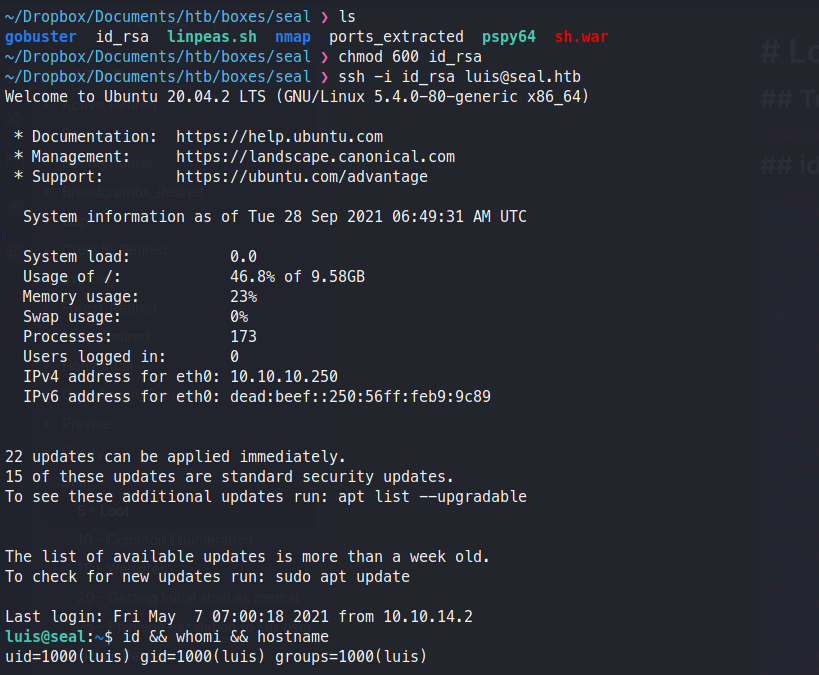 ~/Dropbox/Documents/htb/boxes/seal ❯ ls
gobuster  id_rsa  linpeas.sh  nmap  ports_extracted  pspy64  sh.war
~/Dropbox/Documents/htb/boxes/seal ❯ chmod 600 id_rsa
~/Dropbox/Documents/htb/boxes/seal ❯ ssh -i id_rsa luis@seal.htb
Welcome to Ubuntu 20.04.2 LTS (GNU/Linux 5.4.0-80-generic x86_64)
* Documentation:  https://help.ubuntu.com
* Management:     https://landscape.canonical.com
* Support:        https://ubuntu.com/advantage
System information as of Tue 28 Sep 2021 06:49:31 AM UTC
System load:             0.0
Usage of /:              46.8% of 9.58GB
Memory usage:            23%
Swap usage:              0%
Processes:               173
Users logged in:         0
IPv4 address for eth0: 10.10.10.250
IPv6 address for eth0: dead:beef::250:56ff:feb9:9c89
22 updates can be applied immediately.
15 of these updates are standard security updates.
To see these additional updates run: apt list --upgradable
The list of available updates is more than a week old.
To check for new updates run: sudo apt update
Last login: Fri May  7 07:00:18 2021 from 10.10.14.2
luis@seal:~$ id && whomi && hostname
uid=1000(luis) gid=1000(luis) groups=1000(luis)